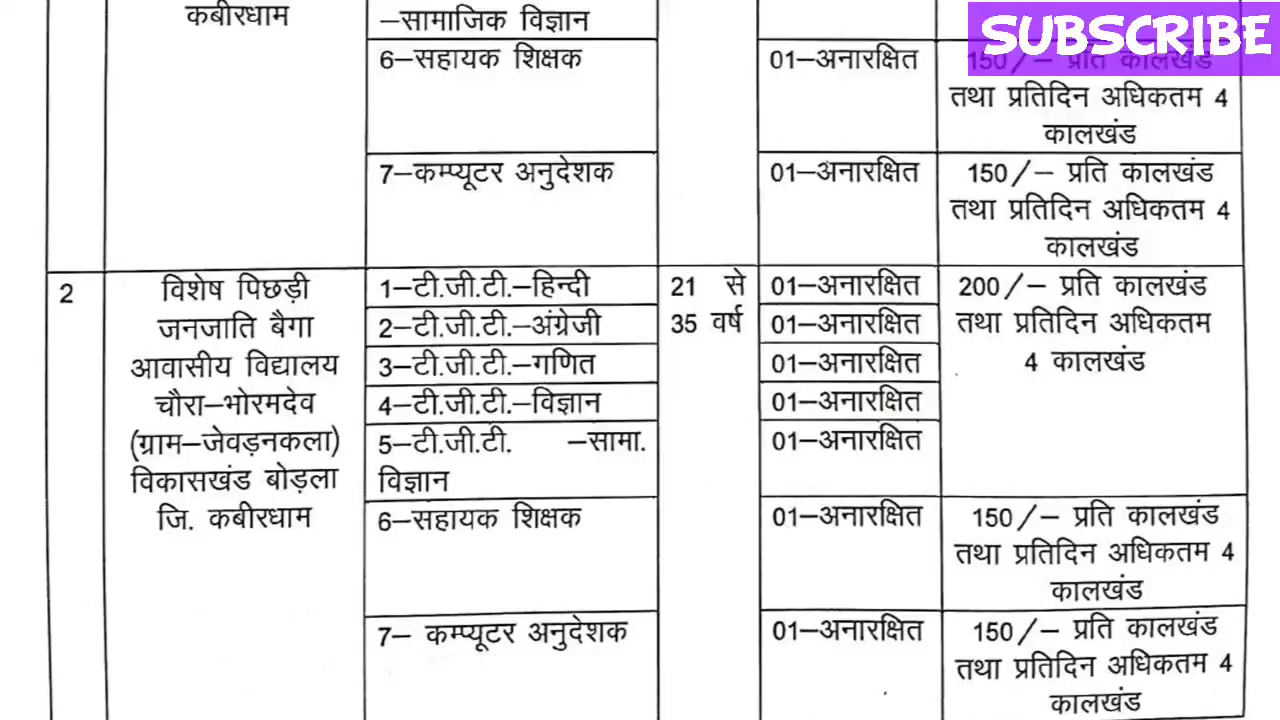 SUBSCRIBE
कबीरधाम
–सामाजिक विज्ञान
6–सहायक शिक्षक
01–अनारक्षित
150/– प्रति कालखंड
तथा प्रतिदिन अधिकतम 4
कालखंड
7–कम्प्यूटर अनुदेशक
01–अनारक्षित
150/– प्रति कालखंड
तथा प्रतिदिन अधिकतम 4
कालखंड
2
विशेष पिछड़ी
जनजाति बैगा
आवासीय विद्यालय
चौरा–भोरमदेव
(ग्राम–जेवड़नकला)
विकासखंड बोड़ला
जि. कबीरधाम
1–टी.जी.टी.–हिन्दी
2–टी.जी.टी.–अंग्रेजी
3–टी.जी.टी.–गणित
4–टी.जी.टी.–विज्ञान
5–टी.जी.टी. –सामा.
विज्ञान
21 से
35 वर्ष
01–अनारक्षित
01–अनारक्षित
01–अनारक्षित
01–अनारक्षित
01–अनारक्षित
200/– प्रति कालखंड
तथा प्रतिदिन अधिकतम
4 कालखंड
6–सहायक शिक्षक
01–अनारक्षित
150/– प्रति कालखंड
तथा प्रतिदिन अधिकतम 4
कालखंड
7– कम्प्यूटर अनुदेशक
01–अनारक्षित
150/– प्रति कालखंड
तथा प्रतिदिन अधिकतम 4
कालखंड